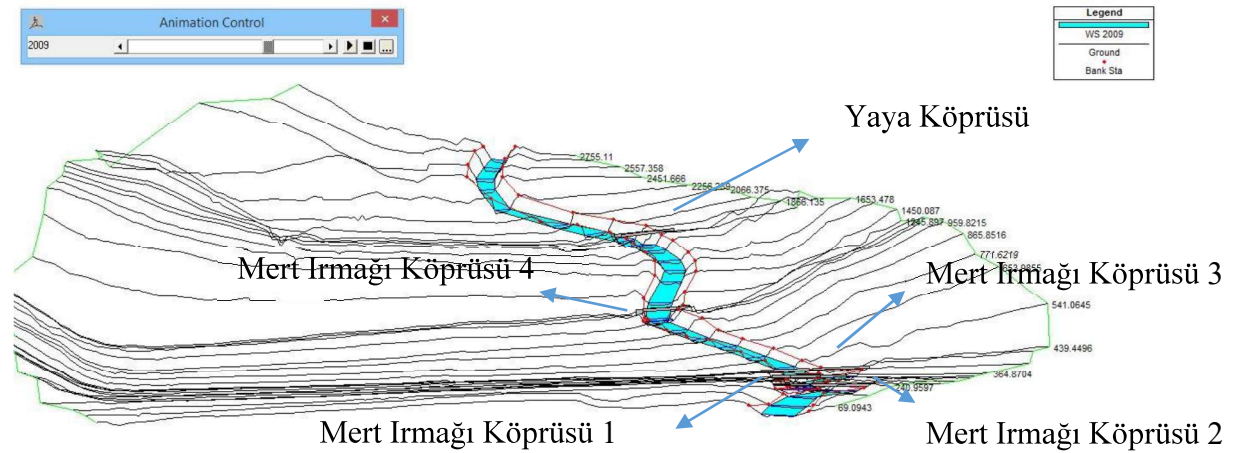 Animation Control
2009
Legend
WS 2009
Ground
Bank Sta
Yaya Köprüsü
2755.11
2557.358
2451.666
2066.375
1866.135
1653.478
1450.087
1245.897
959.8215
865.8516
771.6219
Mert Irmağı Köprüsü 4
Mert Irmağı Köprüsü 3
541.0645
439.4496
364.8704
240.9597
69.0943
Mert Irmağı Köprüsü 1
Mert Irmağı Köprüsü 2